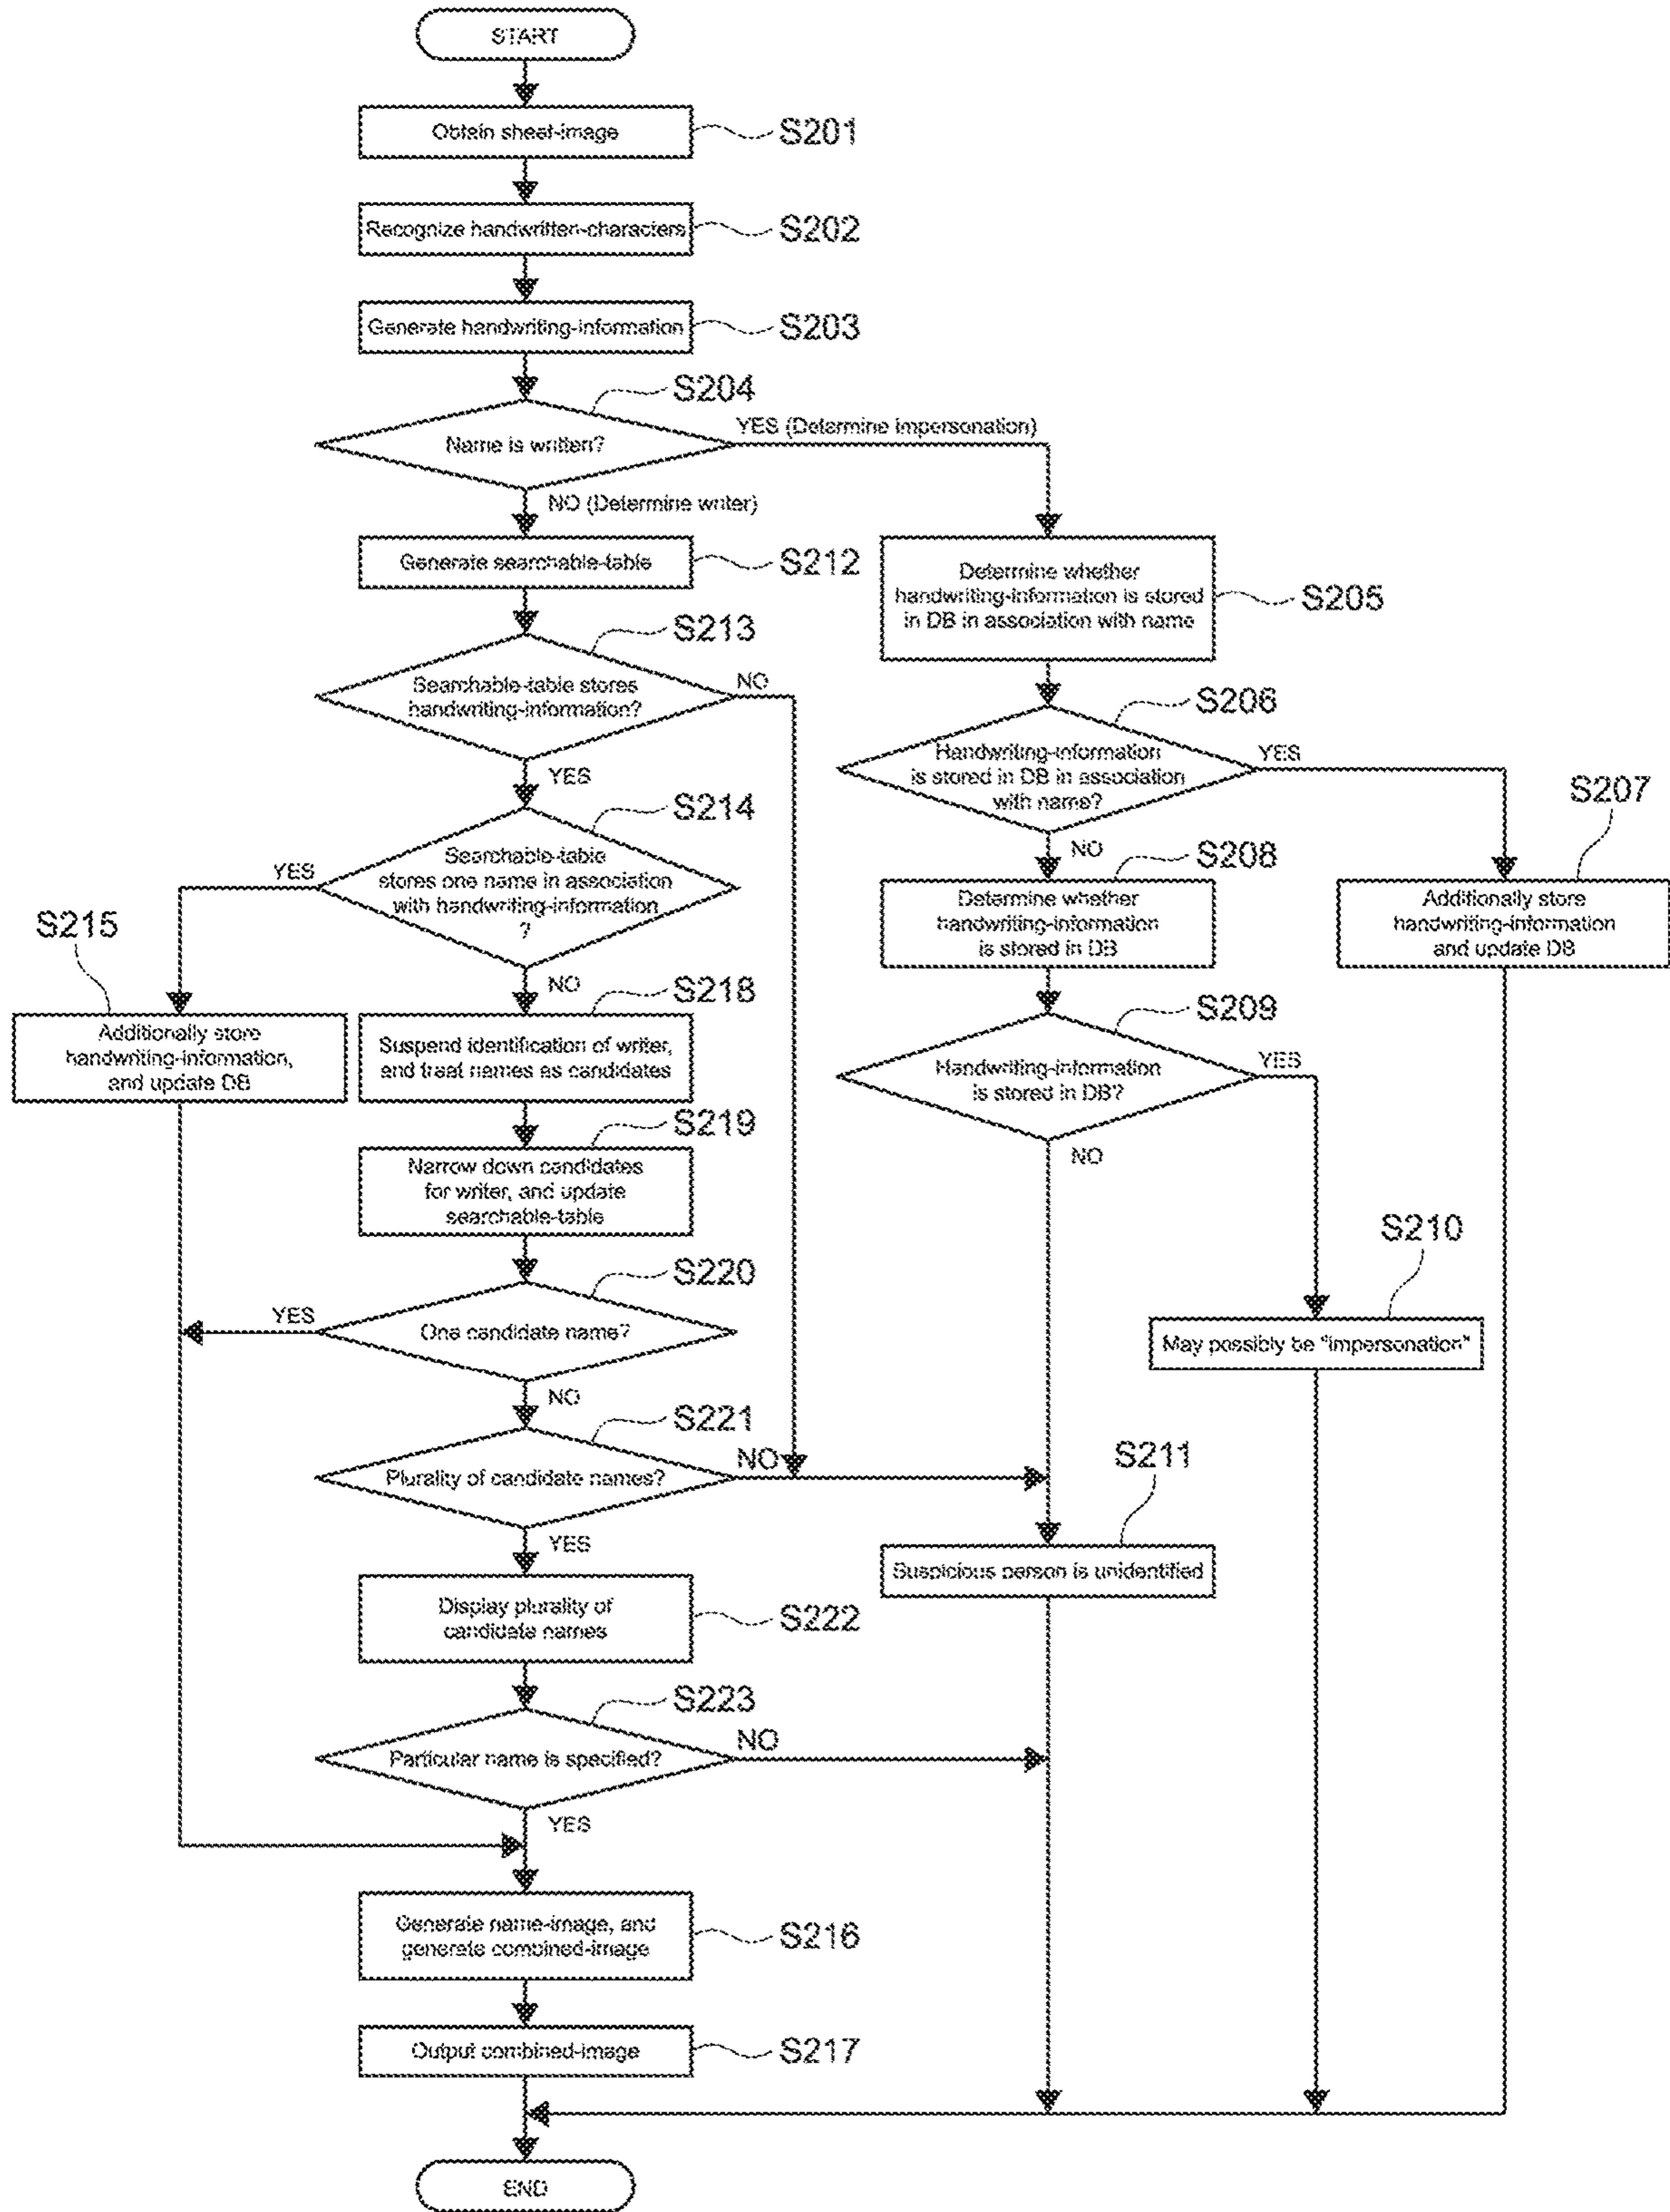 START
Obtain sheet-image
S201
Recognize handwritten-characters
S202
Generate handwriting-information
S203
S204
Name is written?
YES (Determine impersonation)
NO (Determine writer)
Generate searchable-table
S212
Determine whether
handwriting-information is stored
in DB in association with name
S205
S213
Searchable-table stores
handwriting-information?
NO
YES
S206
Handwriting-information
is stored in DB in association
with name?
YES
NO
S207
Additionally store
handwriting-information
and update DB
S214
Searchable-table
stores one name in association
with handwriting-information
?
YES
NO
S208
Determine whether
handwriting-information
is stored in DB
S215
Additionally store
handwriting-information,
and update DB
S218
Suspend identification of writer,
and treat names as candidates
S209
Handwriting-information
is stored in DB?
YES
NO
S219
Narrow down candidates
for writer, and update
searchable-table
S210
May possibly be "impersonation"
S220
One candidate name?
YES
NO
S221
Plurality of candidate names?
NO
YES
S211
Suspicious person is unidentified
Display plurality of
candidate names
S222
S223
Particular name is specified?
NO
YES
Generate name-image, and
generate combined-image
S216
Output combined-image
S217
END